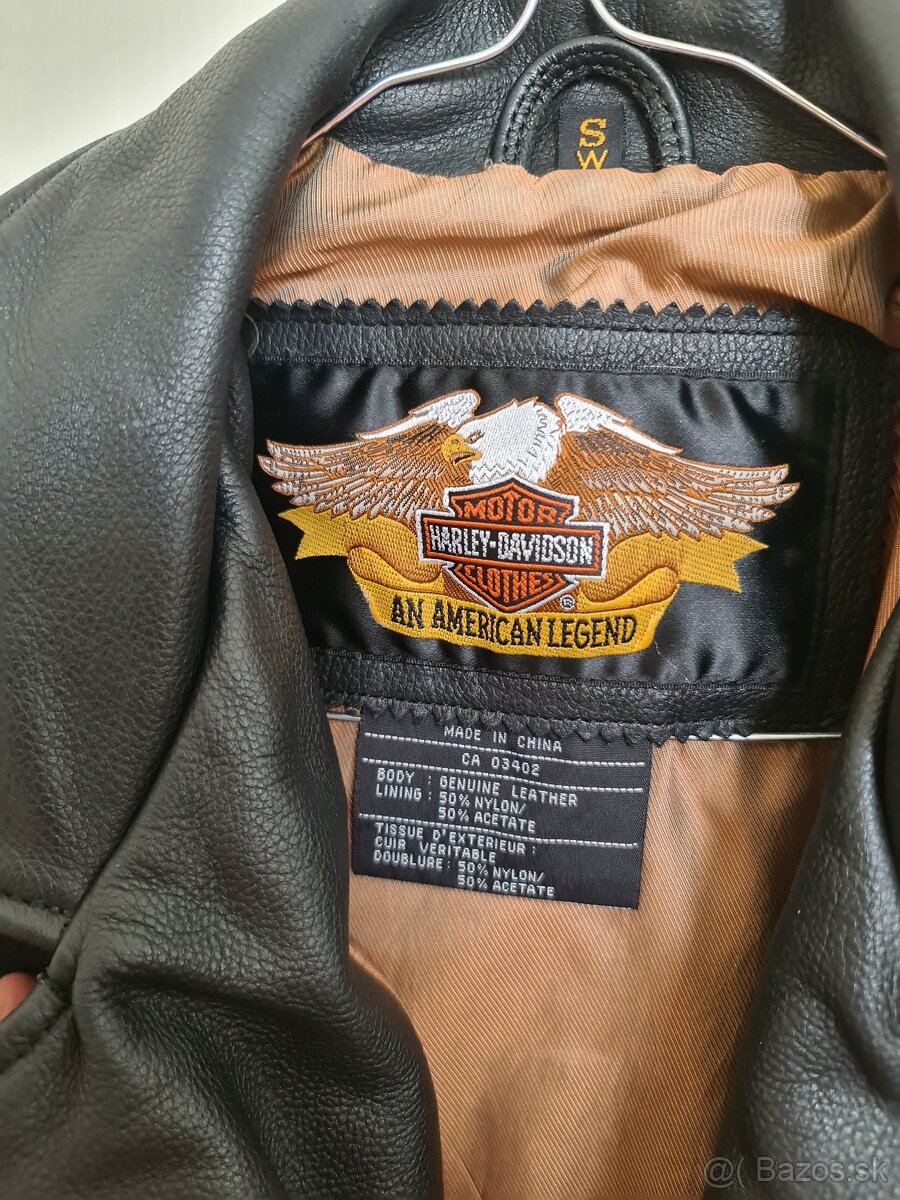 S
W
MOTOR
HARLEY-DAVIDSON
CLOTHES
®
AN AMERICAN LEGEND
MADE IN CHINA
CA 03402
BODY : GENUINE LEATHER
LINING : 50% NYLON/
50% ACETATE
TISSUE D'EXTERIEUR :
CUIR VERITABLE
DOUBLURE : 50% NYLON/
50% ACETATE
@( Bazos.sk